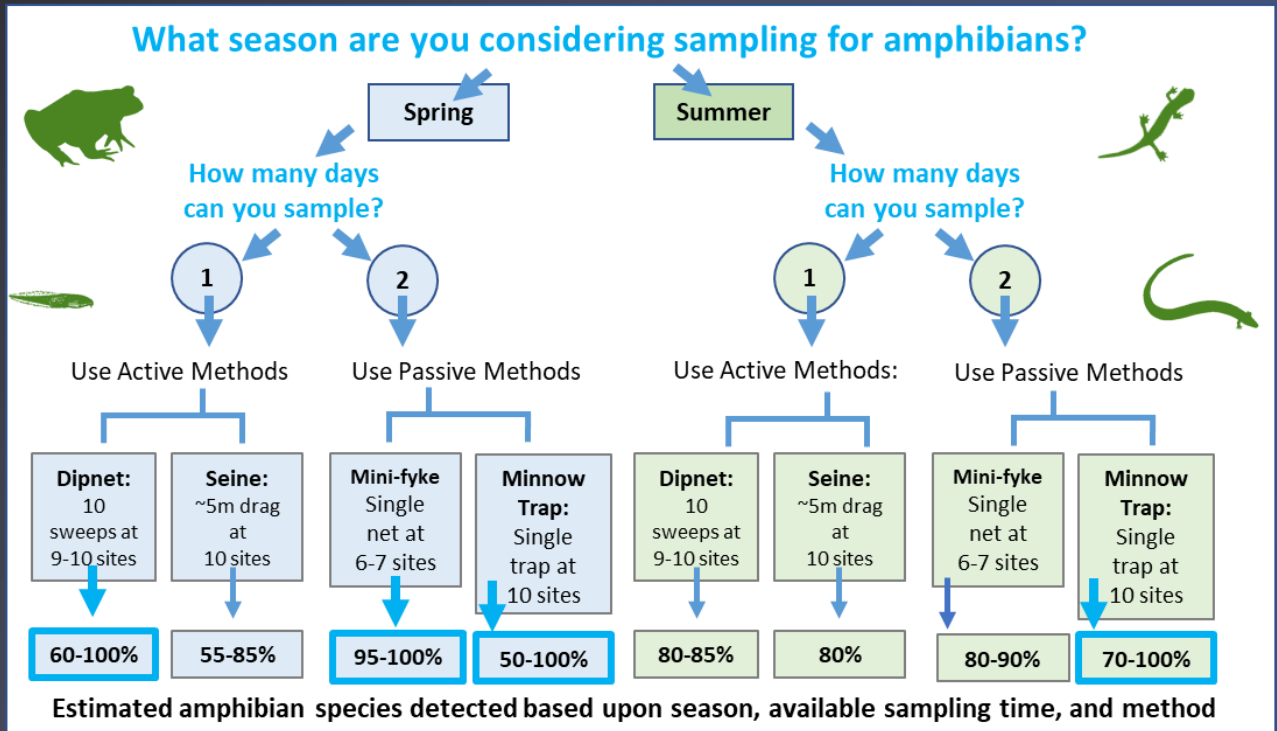 What season are you considering sampling for amphibians?
Spring
Summer
How many days
can you sample?
How many days
can you sample?
1
2
1
2
Use Active Methods
Use Passive Methods
Use Active Methods:
Use Passive Methods
Dipnet:
10
sweeps at
9-10 sites
Seine:
~5m drag
at
10 sites
Mini-fyke
Single
net at
6-7 sites
Minnow
Trap:
Single
trap at
10 sites
Dipnet:
10
sweeps at
9-10 sites
Seine:
~5m drag
at
10 sites
Mini-fyke
Single
net at
6-7 sites
Minnow
Trap:
Single
trap at
10 sites
60-100%
55-85%
95-100%
50-100%
80-85%
80%
80-90%
70-100%
Estimated amphibian species detected based upon season, available sampling time, and method